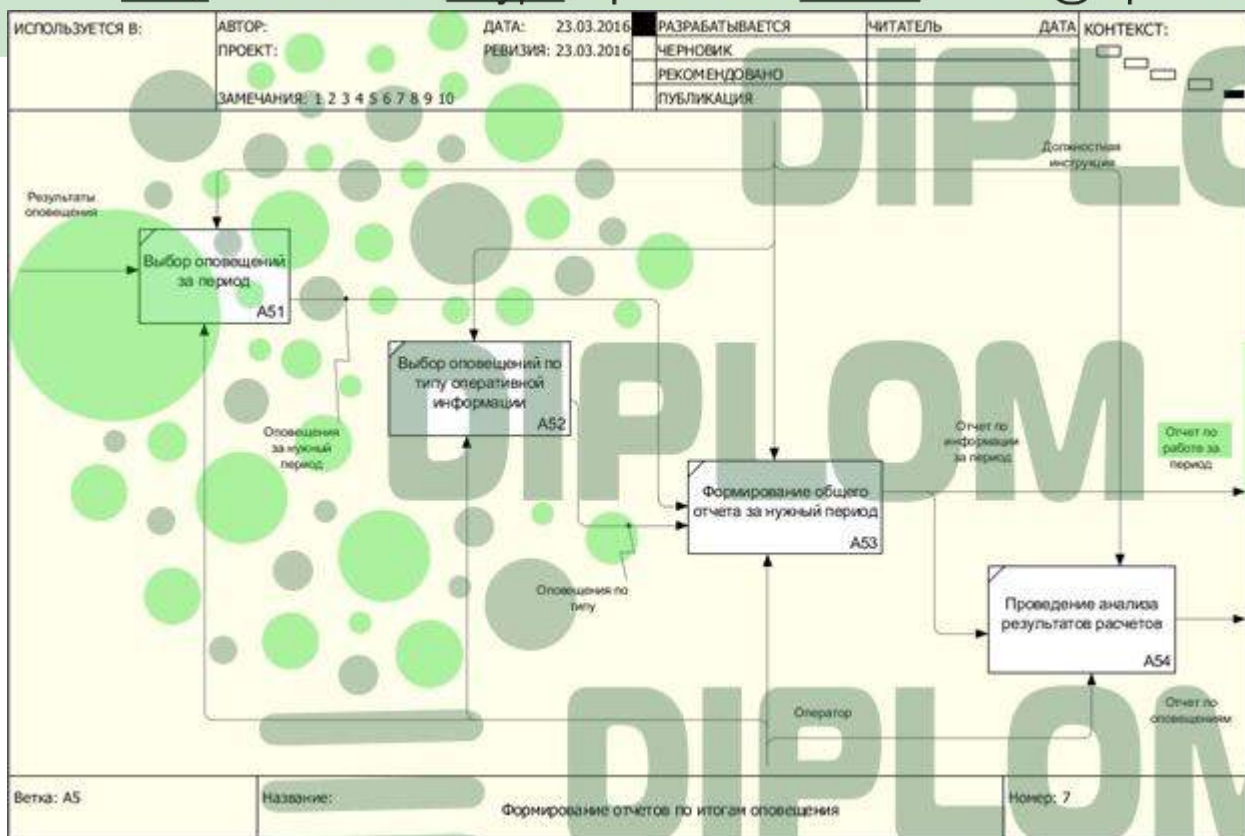 ИСПОЛЬЗУЕТСЯ В:
АВТОР:
ДАТА: 23.03.2016
РАЗРАБАТЫВАЕТСЯ
ЧИТАТЕЛЬ
ДАТА
КОНТЕКСТ:
ПРОЕКТ:
РЕВИЗИЯ: 23.03.2016
ЧЕРНОВИК
РЕКОМЕНДОВАНО
ЗАМЕЧАНИЯ: 1 2 3 4 5 6 7 8 9 10
ПУБЛИКАЦИЯ
DIPLO
Должностная
инструкция
Результаты
оповещения
Выбор оповещений
за период
A51
Выбор оповещений по
типу оперативной
информации
A52
DIPLOM
Оповещения
за нужный
период
Отчет по
информации
за период
Отчет по
работе за
период
Формирование общего
отчета за нужный период
A53
Оповещения по
типу
Проведение анализа
результатов расчетов
A54
Оператор
Отчет по
оповещениям
DIPLOM
Ветка: A5
Название:
Формирование отчетов по итогам оповещения
Номер: 7